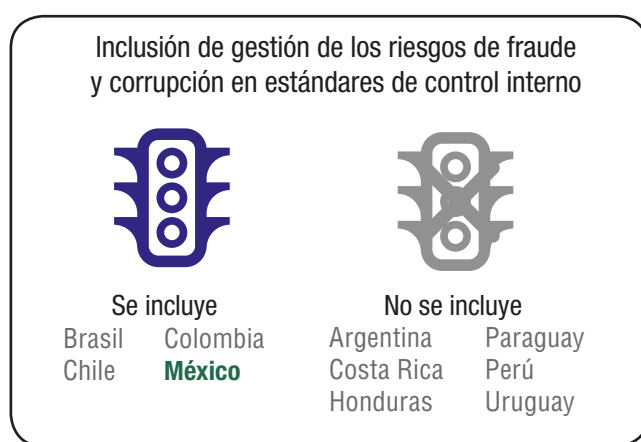 Inclusión de gestión de los riesgos de fraude
y corrupción en estándares de control interno
Se incluye
Brasil Colombia
Chile México
No se incluye
Argentina Paraguay
Costa Rica Perú
Honduras Uruguay